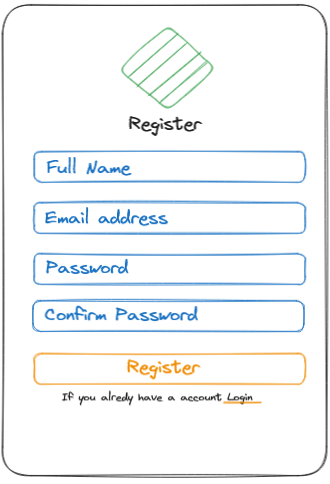 Register
Full Name
Email address
Password
Confirm Password
Register
If you alredy have a account Login